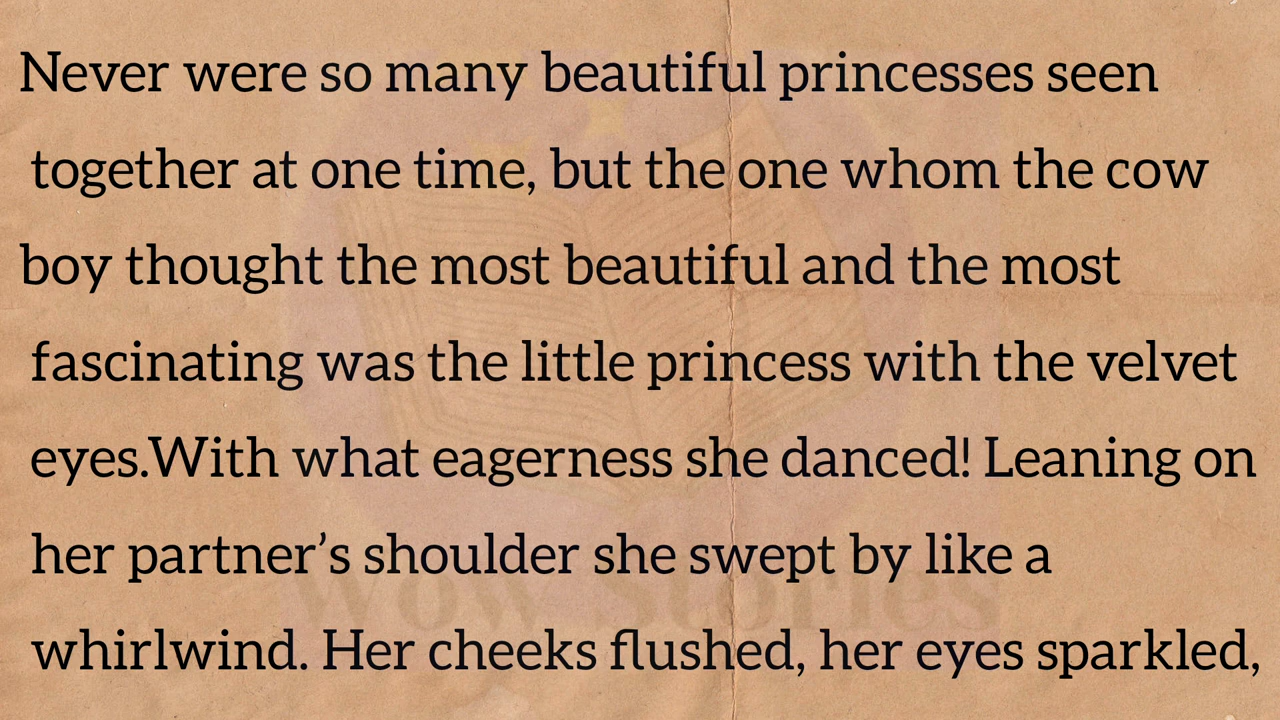 Never were so many beautiful princesses seen
together at one time, but the one whom the cow
boy thought the most beautiful and the most
fascinating was the little princess with the velvet
eyes.With what eagerness she danced! Leaning on
her partner’s shoulder she swept by like a
whirlwind. Her cheeks flushed, her eyes sparkled,
Wow Stories